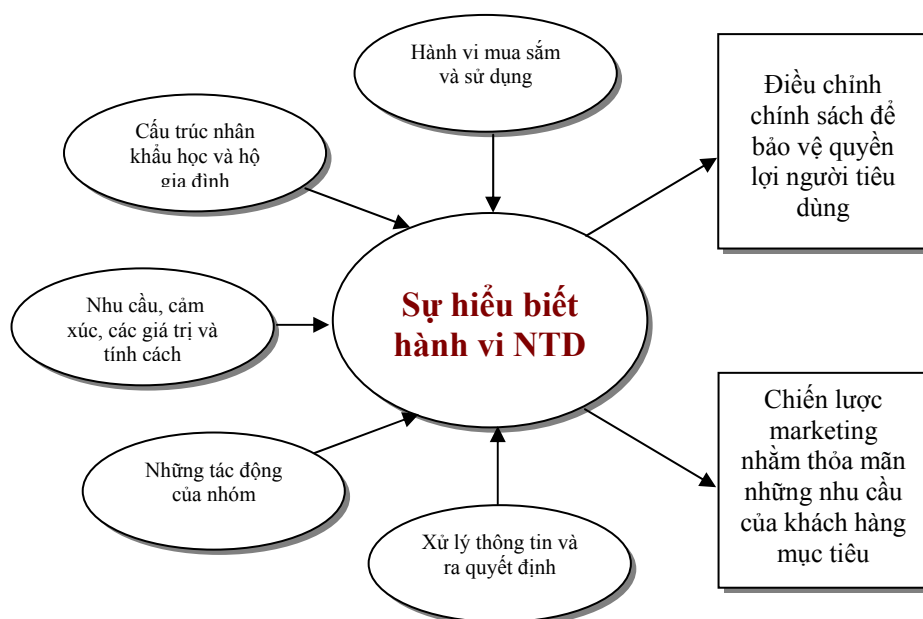 Hành vi mua sắm
và sử dụng
Điều chỉnh
chính sách để
bảo vệ quyền
lợi người tiêu
dùng
Cấu trúc nhân
khẩu học và hộ
gia đình
Sự hiểu biết
hành vi NTD
Nhu cầu, cảm
xúc, các giá trị và
tính cách
Chiến lược
marketing
nhằm thỏa mãn
những nhu cầu
của khách hàng
mục tiêu
Những tác động
của nhóm
Xử lý thông tin và
ra quyết định